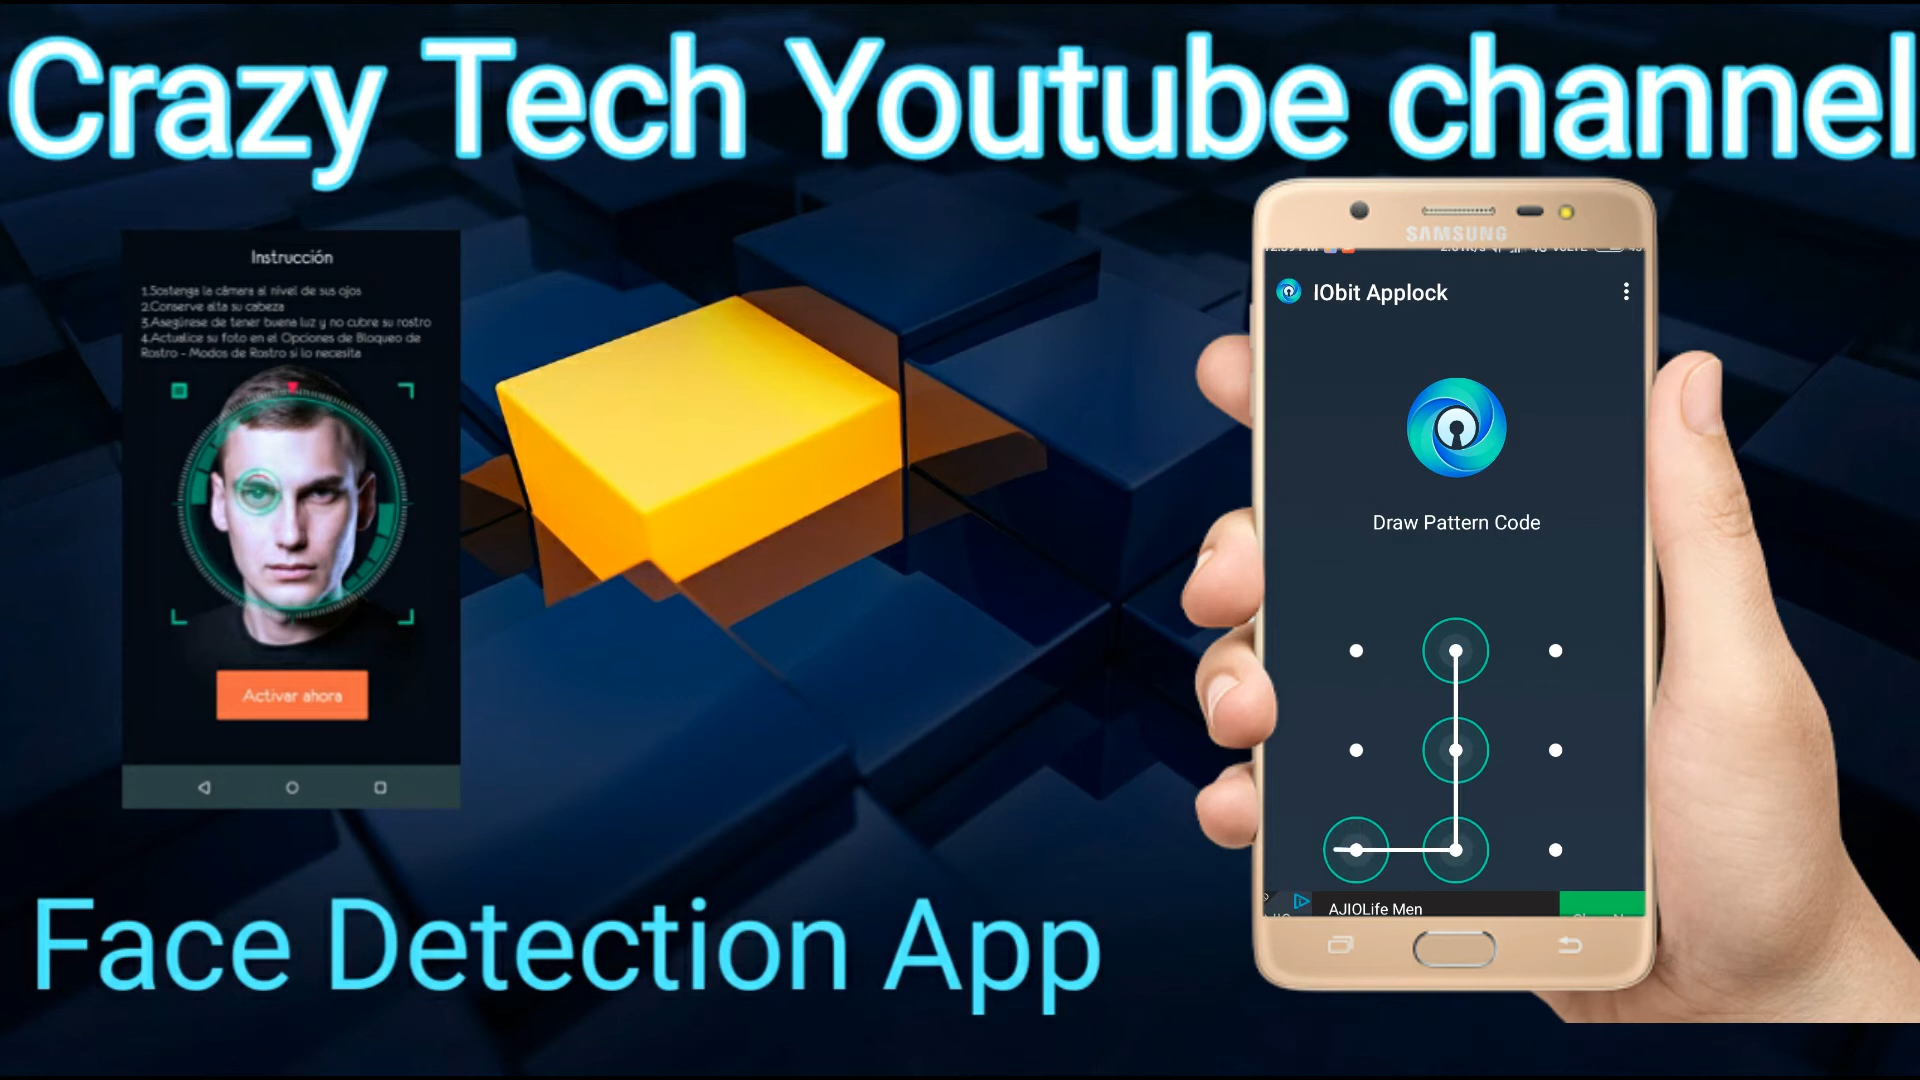 Crazy Tech Youtube channel
Instrucción
1.Sostenga la cámara al nivel de sus ojos
2.Conserve alta su cabeza
3.Asegúrese de tener buena luz y no cubre su rostro
4.Actualice su foto en el Opciones de Bloqueo de
Rostro - Modos de Rostro si lo necesita
Activar ahora
SAMSUNG
IObit Applock
Draw Pattern Code
AJIOLife Men
Face Detection App